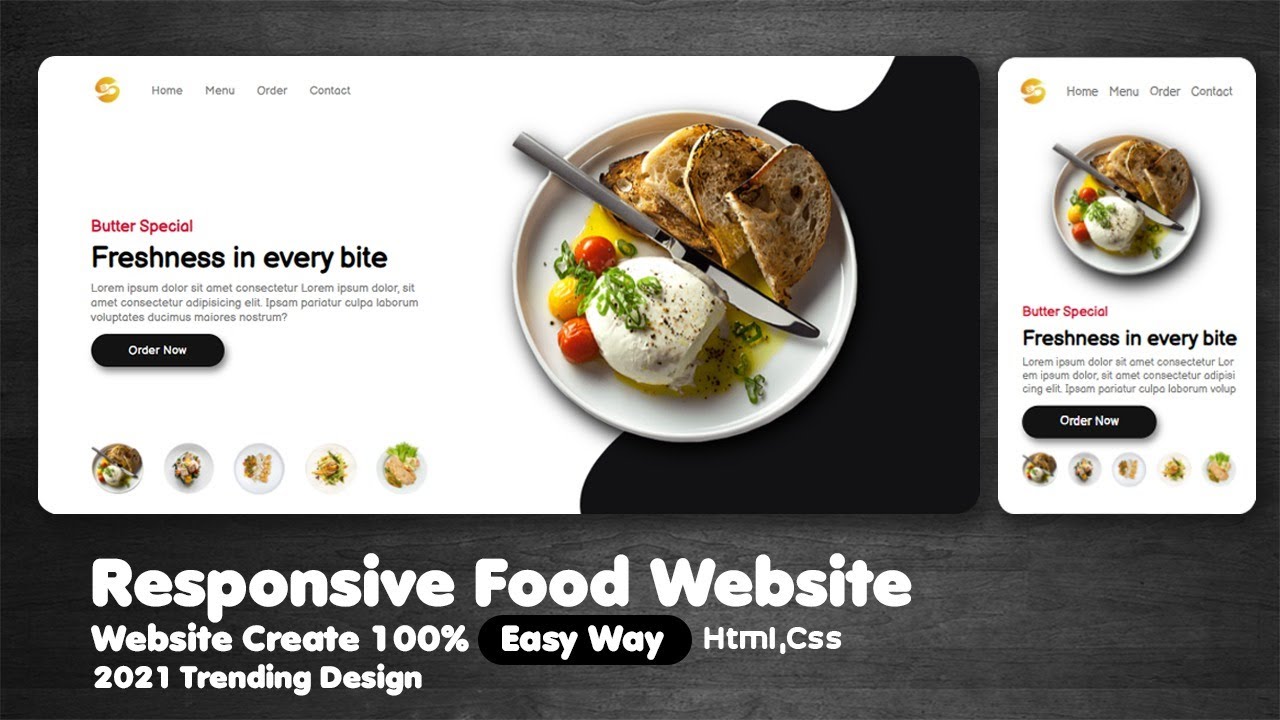 Home Menu Order Contact
Butter Special
Freshness in every bite
Lorem ipsum dolor sit amet consectetur Lorem ipsum dolor, sit
amet consectetur adipisicing elit. Ipsam pariatur culpa laborum
voluptates ducimus maiores nostrum?
Order Now
Home Menu Order Contact
Butter Special
Freshness in every bite
Lorem ipsum dolor sit amet consectetur Lor
em ipsum dolor, sit amet consectetur adipisi
cing elit. Ipsam pariatur culpa laborum volup
Order Now
Responsive Food Website
Website Create 100% Easy Way Html,Css
2021 Trending Design